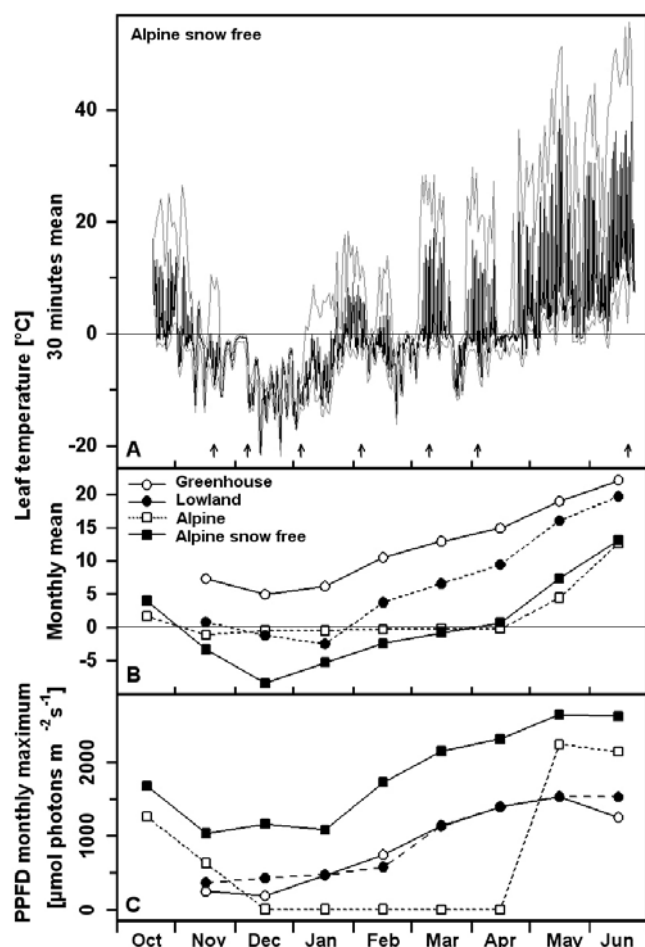 Alpine snow free
40
20
0
-20
A
Leaf temperature [°C]
30 minutes mean
Greenhouse
Lowland
Alpine
Alpine snow free
20
15
10
5
0
-5
B
Monthly mean
2000
1000
0
C
PPFD monthly maximum
[µmol photons m -2 s-1]
Oct Nov Dec Jan Feb Mar Apr May Jun